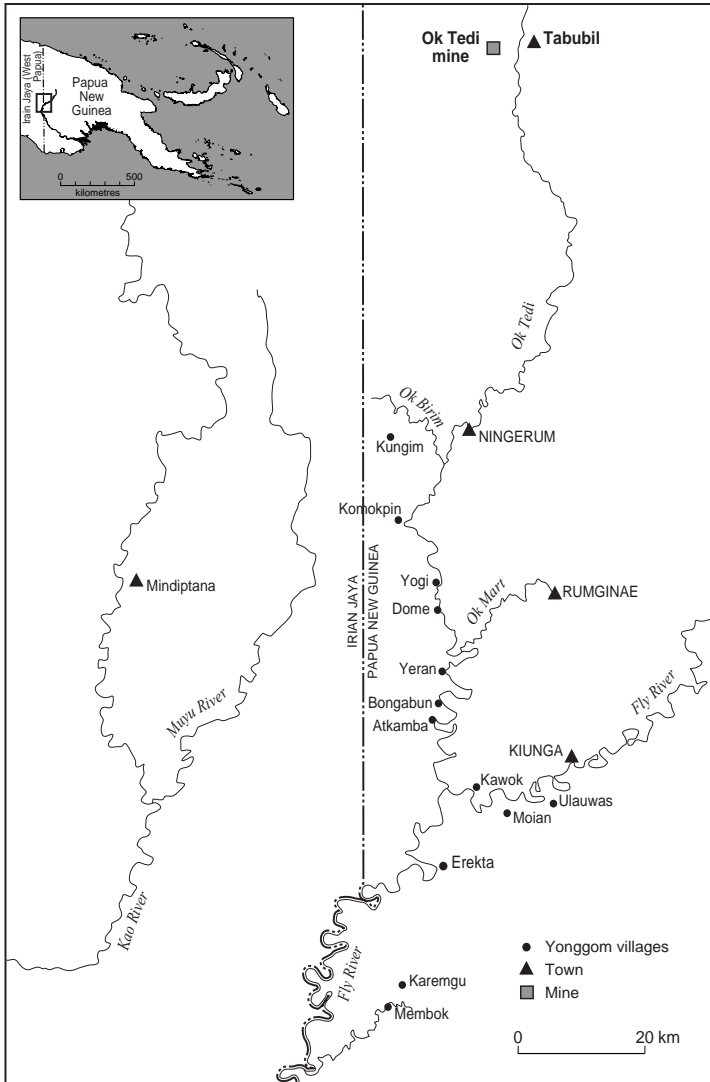 Irain Jaya (West
Papua)
Papua
New
Guinea
0 500
kilometres
Ok Tedi
mine
Tabubil
Ok Tedi
Ok Birim
NINGERUM
Kungim
Komokpin
IRIAN JAYA
PAPUA NEW GUINEA
Mindiptana
Yogi
Dome
Ok Mart
RUMGINAE
Yeran
Muyu River
Bongabun
Atkamba
Fly River
KIUNGA
Kawok
Ulauwas
Moian
Erekta
Kao River
Fly River
Karemgu
Membok
Yonggom villages
Town
Mine
0 20 km